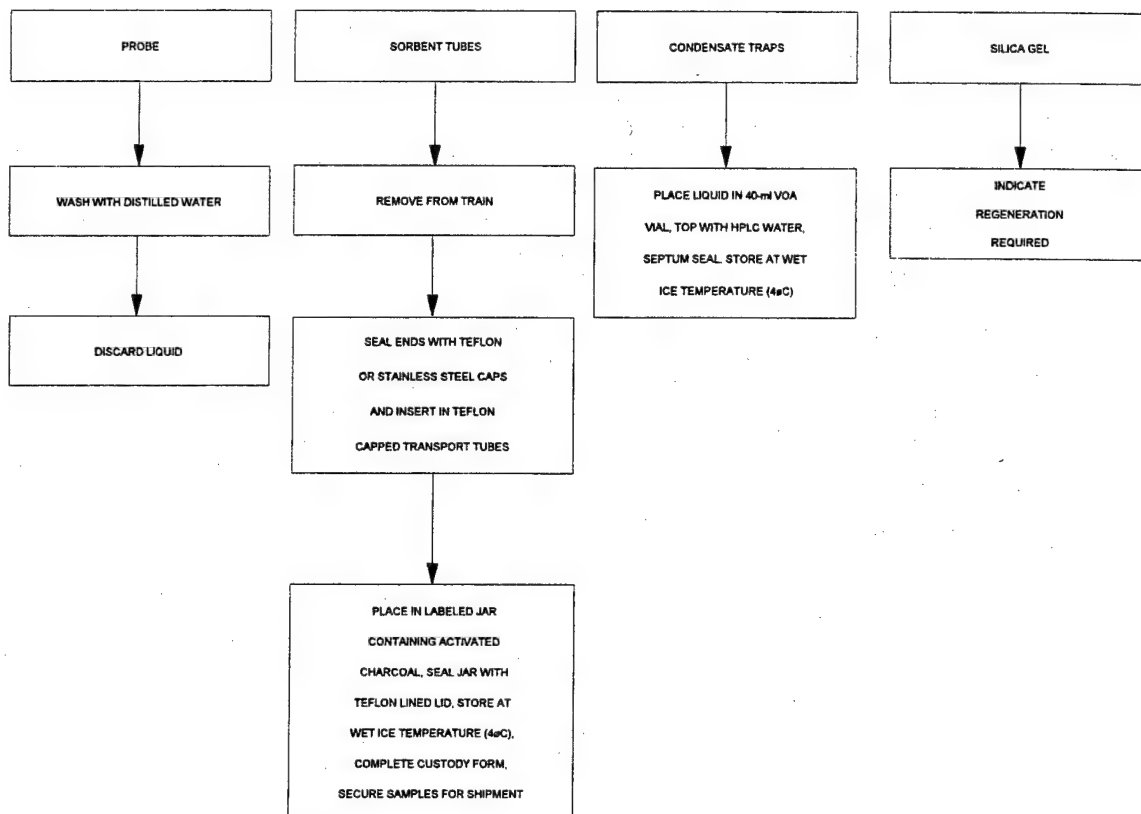 PROBE
WASH WITH DISTILLED WATER
DISCARD LIQUID
SORBENT TUBES
REMOVE FROM TRAIN
SEAL ENDS WITH TEFLON
OR STAINLESS STEEL CAPS
AND INSERT IN TEFLON
CAPPED TRANSPORT TUBES
PLACE IN LABELED JAR
CONTAINING ACTIVATED
CHARCOAL, SEAL JAR WITH
TEFLON LINED LID, STORE AT
WET ICE TEMPERATURE (4øC),
COMPLETE CUSTODY FORM,
SECURE SAMPLES FOR SHIPMENT
CONDENSATE TRAPS
PLACE LIQUID IN 40-ml VOA
VIAL, TOP WITH HPLC WATER,
SEPTUM SEAL. STORE AT WET
ICE TEMPERATURE (4øC)
SILICA GEL
INDICATE
REGENERATION
REQUIRED